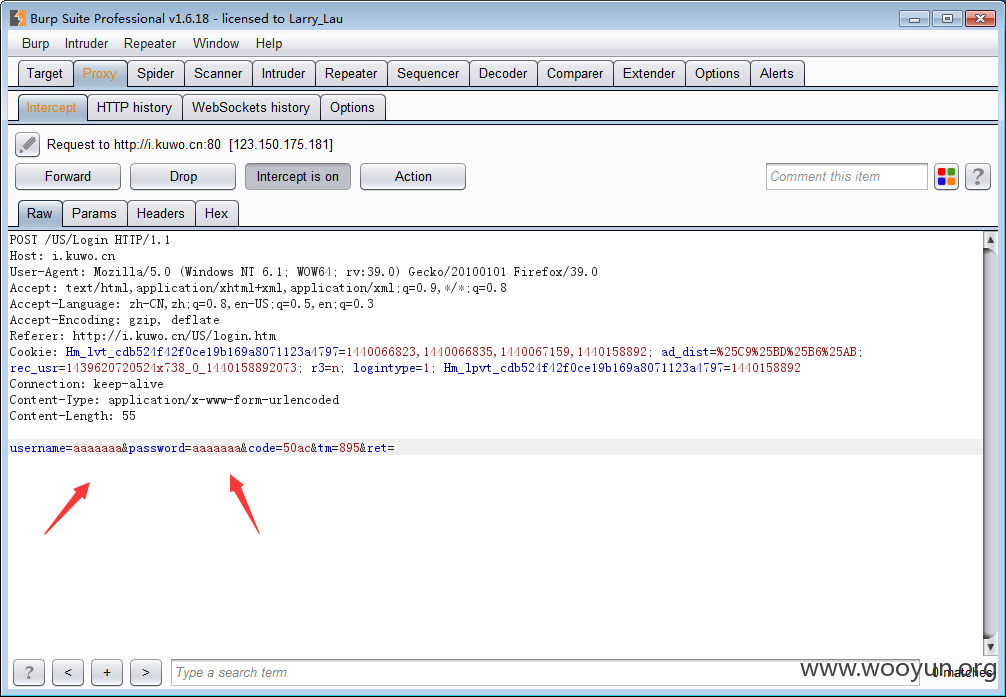 Burp Suite Professional v1.6.18 - licensed to Larry_Lau
Burp Intruder Repeater Window Help
Target Proxy Spider Scanner Intruder Repeater Sequencer Decoder Comparer Extender Options Alerts
Intercept HTTP history WebSockets history Options
Request to http://i.kuwo.cn:80 [123.150.175.181]
Forward Drop Intercept is on Action Comment this item ?
Raw Params Headers Hex
POST /US/Login HTTP/1.1
Host: i.kuwo.cn
User-Agent: Mozilla/5.0 (Windows NT 6.1; WOW64; rv:39.0) Gecko/20100101 Firefox/39.0
Accept: text/html,application/xhtml+xml,application/xml;q=0.9,*/*;q=0.8
Accept-Language: zh-CN,zh;q=0.8,en-US;q=0.5,en;q=0.3
Accept-Encoding: gzip, deflate
Referer: http://i.kuwo.cn/US/login.htm
Cookie: Hm_lvt_cdb524f42f0ce19b169a8071123a4797=1440066823,1440066835,1440067159,1440158892; ad_dist=%25C9%25BD%25B6%25AB;
rec_usr=1439620720524x738_0_1440158892073; r3=n; logintype=1; Hm_lpvt_cdb524f42f0ce19b169a8071123a4797=1440158892
Connection: keep-alive
Content-Type: application/x-www-form-urlencoded
Content-Length: 55
username=aaaaaaa&password=aaaaaaa&code=50ac&tm=895&ret=
? < + > Type a search term 0 matches
www.wooyun.org